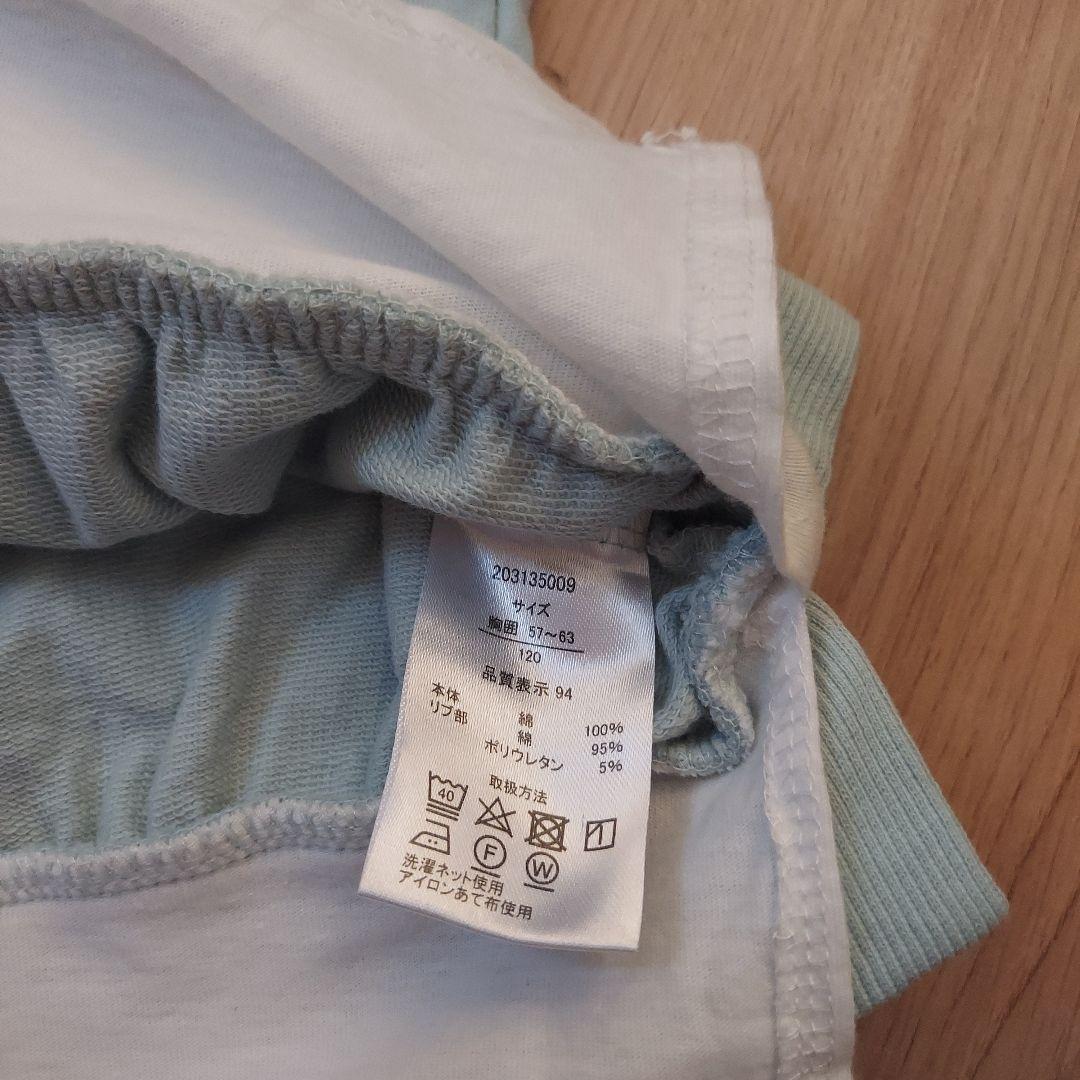 203135009
サイズ
胸囲 57〜63
120
品質表示 94
本体 綿 100%
リブ部 綿 95%
ポリウレタン 5%
取扱方法
40
F W
洗濯ネット使用
アイロンあて布使用